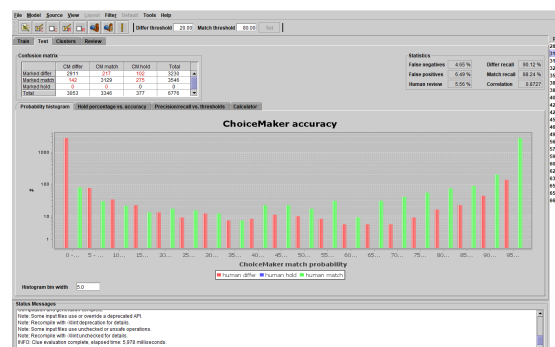 File Model Source View Layout Filter Default Tools Help
Differ threshold 20.00 Match threshold 80.00 Set
Train Test Clusters Review
Confusion matrix
CM differ CM match CM hold Total
Marked differ 2911 217 102 3230
Marked match 142 3129 275 3546
Marked hold 0 0 0 0
Total 3053 3346 377 6776
Statistics
False negatives 4.65 % Differ recall 90.12 %
False positives 6.49 % Match recall 88.24 %
Human review 5.56 % Correlation 0.8727
Probability histogram Hold percentage vs. accuracy Precision/recall vs. thresholds Calculator
ChoiceMaker accuracy
1000
100
10
1
#
0 -... 5 -... 10... 15... 20... 25... 30... 35... 40... 45... 50... 55... 60... 65... 70... 75... 80... 85... 90... 95...
ChoiceMaker match probability
human differ human hold human match
Histogram bin width 5.0
Status Messages
Note: Some input files use or override a deprecated API.
Note: Recompile with -Xlint:deprecation for details.
Note: Some input files use unchecked or unsafe operations.
Note: Recompile with -Xlint:unchecked for details.
INFO: Clue evaluation complete, elapsed time: 5,978 milliseconds.